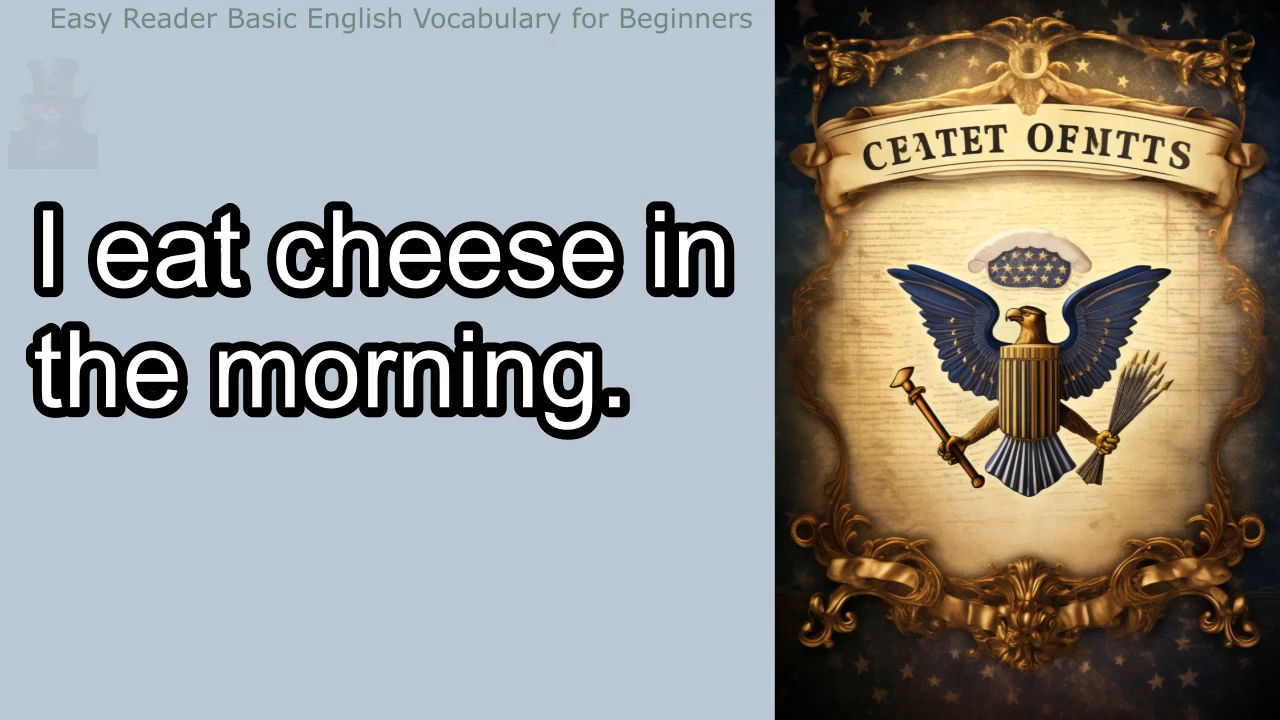 Easy Reader Basic English Vocabulary for Beginners
I eat cheese in
the morning.
CEATET OFMTTS